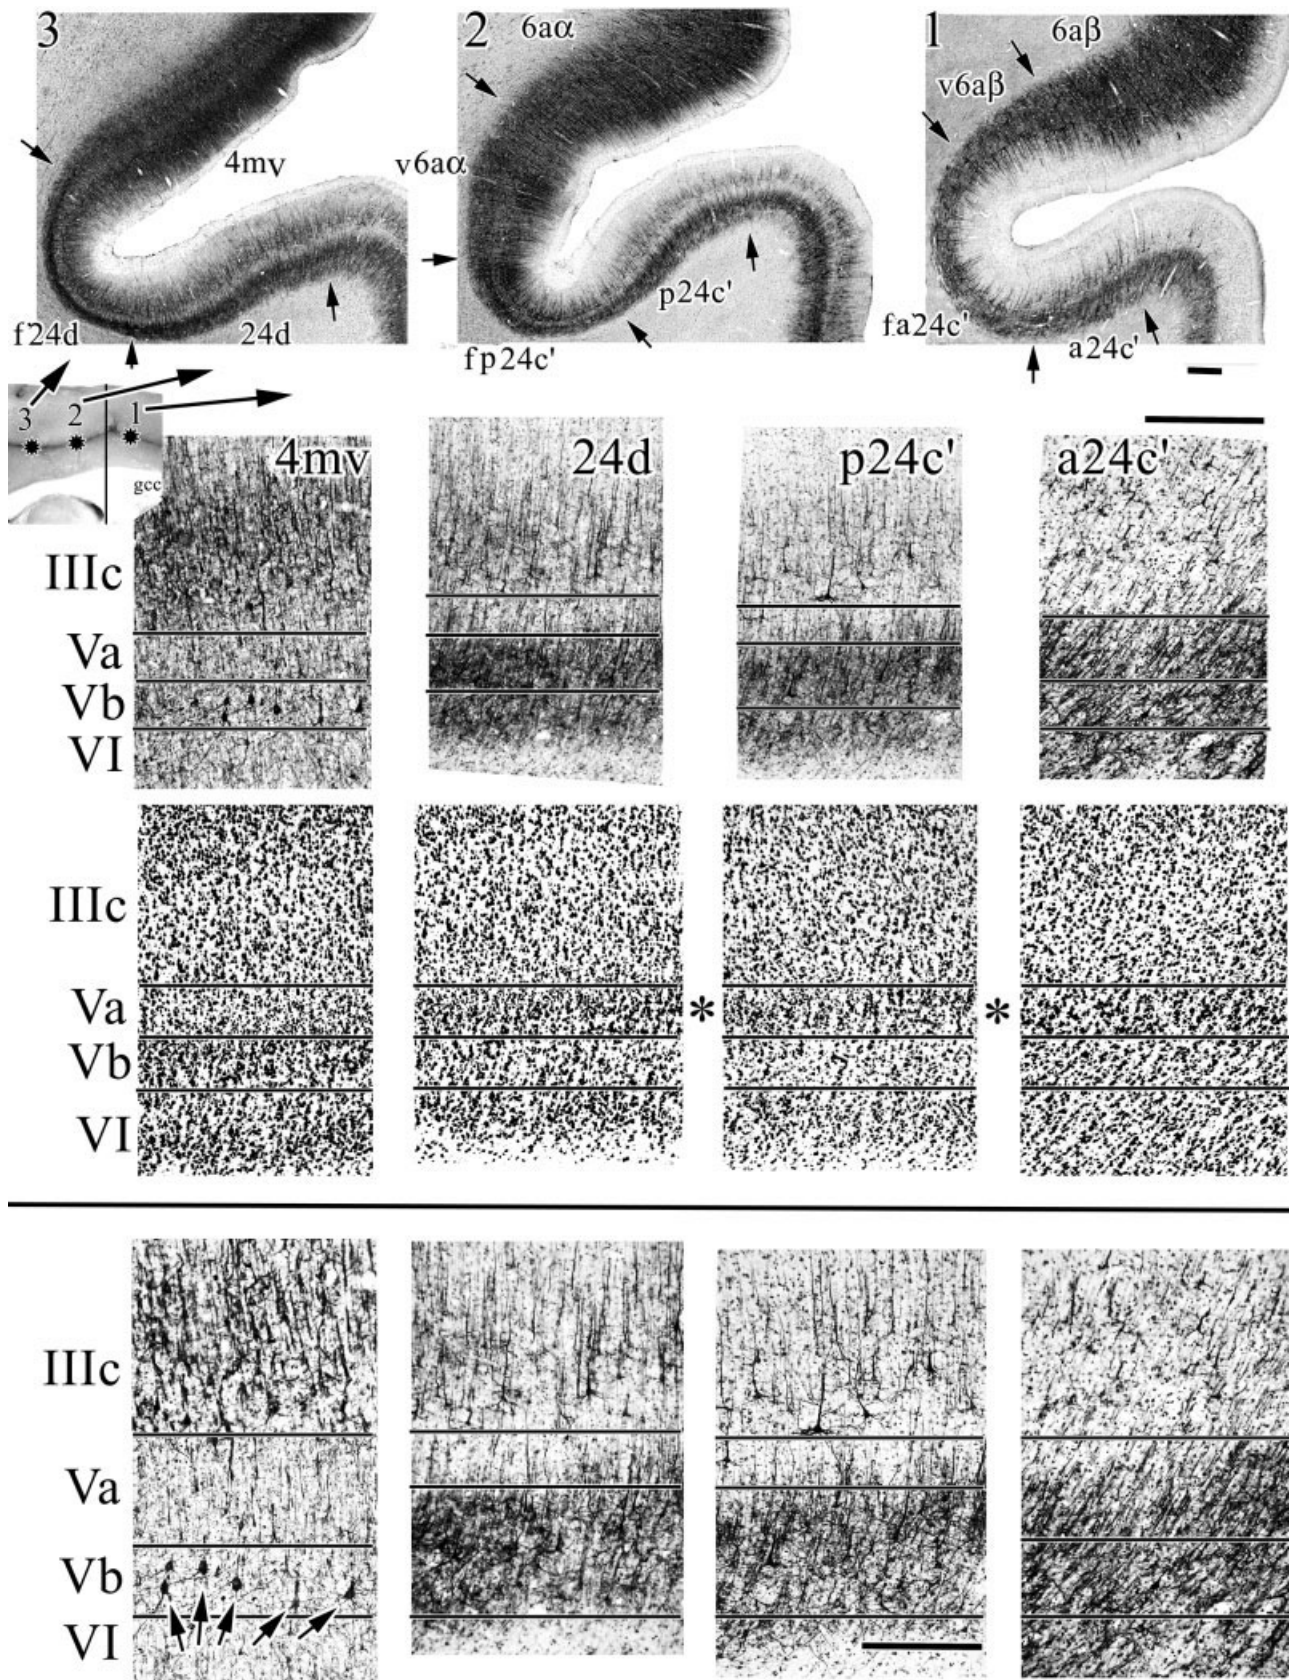 3
2
1
6aα
6aβ
v6aβ
4mv
v6aα
p24c'
f24d
24d
fp24c'
fa24c'
a24c'
3
2
1
gcc
4mv
24d
p24c'
a24c'
IIIc
Va
Vb
VI
IIIc
Va
*
*
Vb
VI
IIIc
Va
Vb
VI